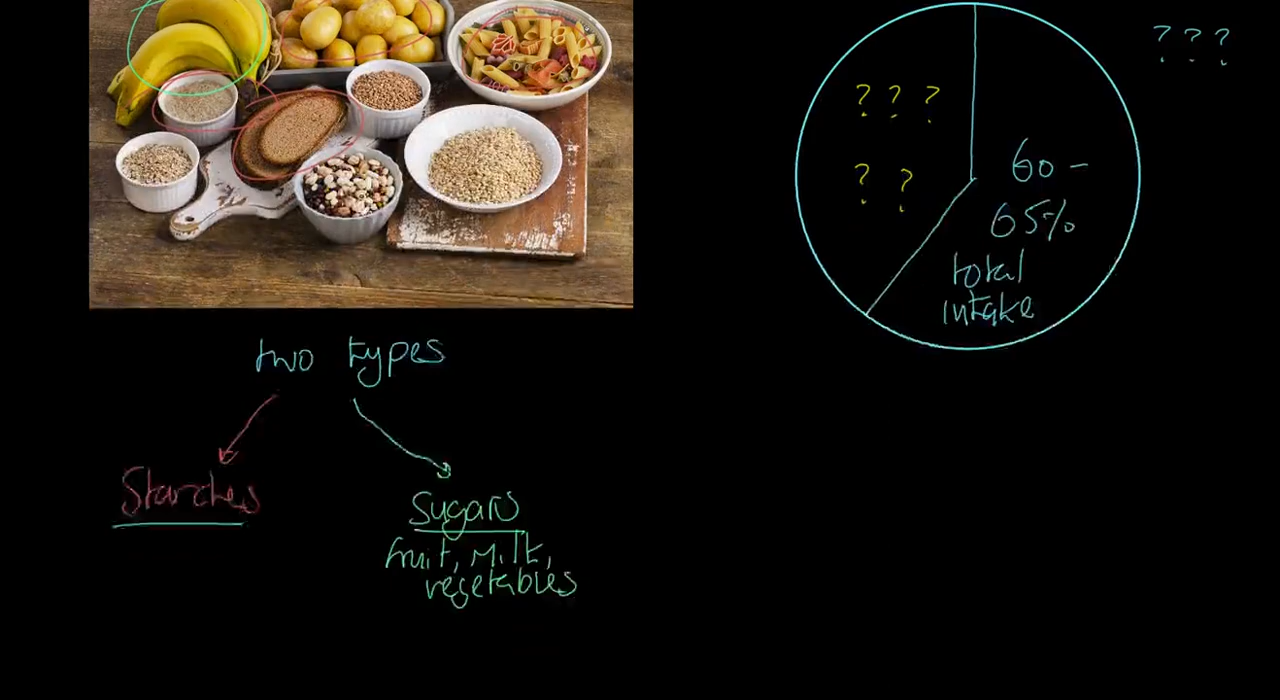 ? ? ?
? ? ?
? ?
60 -
65%
total
intake
two types
Starches
Sugars
fruit, milk,
vegetables